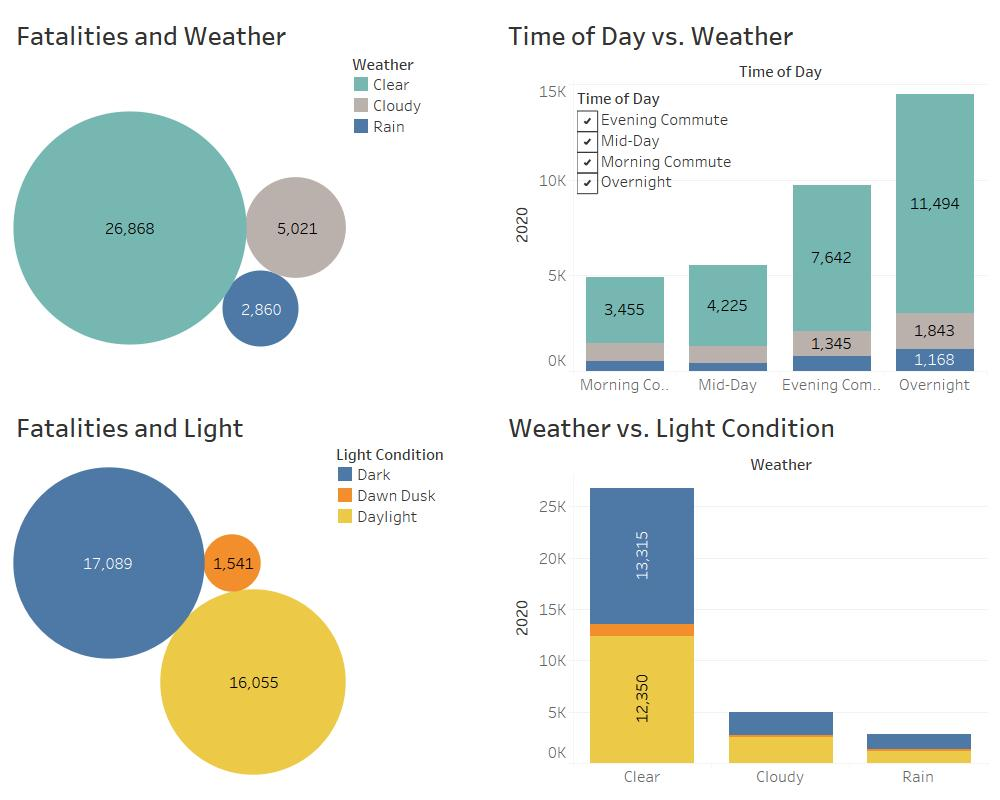 Fatalities and Weather
Weather
Clear
Cloudy
Rain
26,868
5,021
2,860
Time of Day vs. Weather
Time of Day
Time of Day
Evening Commute
Mid-Day
Morning Commute
Overnight
2020
15K
10K
5K
0K
3,455
4,225
7,642
1,345
11,494
1,843
1,168
Morning Co..
Mid-Day
Evening Com..
Overnight
Fatalities and Light
Light Condition
Dark
Dawn Dusk
Daylight
17,089
1,541
16,055
Weather vs. Light Condition
Weather
2020
25K
20K
15K
10K
5K
0K
13,315
12,350
Clear
Cloudy
Rain